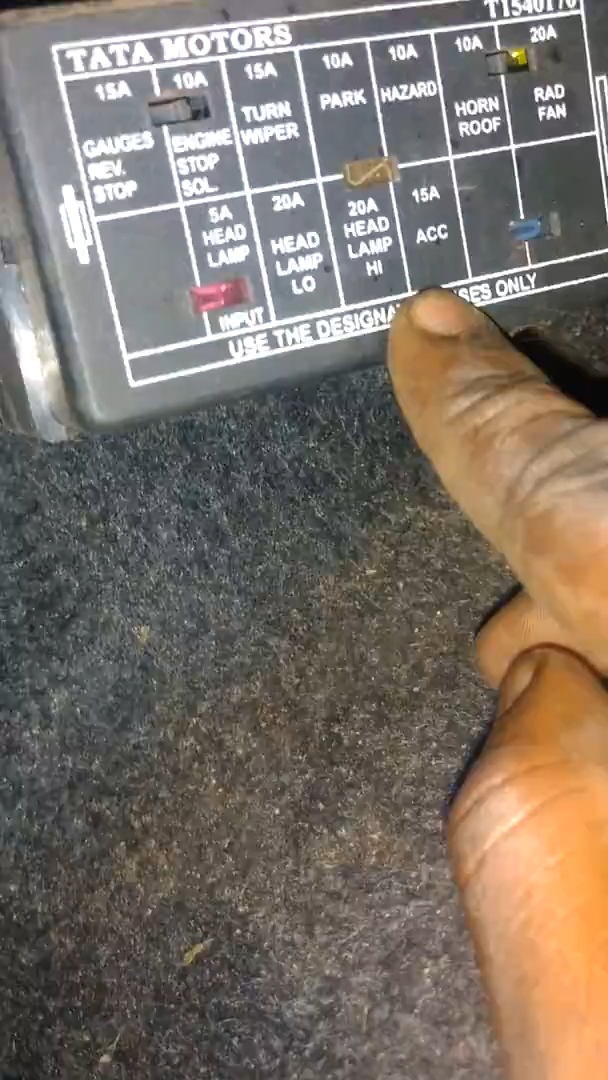 T1540170
TATA MOTORS
15A
GAUGES
REV.
STOP
10A
ENGINE
STOP
SOL.
15A
TURN
WIPER
10A
PARK
10A
HAZARD
10A
HORN
ROOF
20A
RAD
FAN
5A
HEAD
LAMP
INPUT
20A
HEAD
LAMP
LO
20A
HEAD
LAMP
HI
15A
ACC
USE THE ONLY